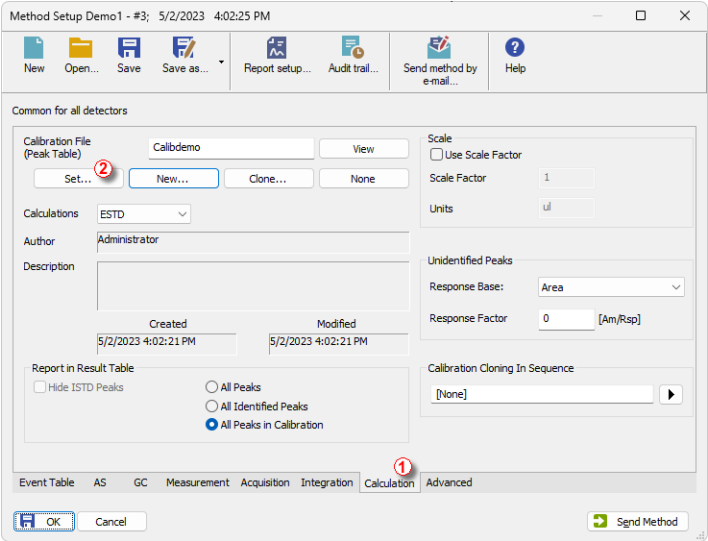 Method Setup Demo1 - #3;   5/2/2023   4:02:25 PM
New Open... Save Save as... Report setup... Audit trail... Send method by e-mail... Help
Common for all detectors
Calibration File
(Peak Table)
Calibdemo
View
2
Set... New... Clone... None
Calculations
ESTD
Author
Administrator
Description
Created
Modified
5/2/2023 4:02:21 PM
5/2/2023 4:02:21 PM
Report in Result Table
Hide ISTD Peaks
All Peaks
All Identified Peaks
All Peaks in Calibration
Scale
Use Scale Factor
Scale Factor
1
Units
ul
Unidentified Peaks
Response Base:
Area
Response Factor
0
[Am/Rsp]
Calibration Cloning In Sequence
[None]
1
Event Table AS GC Measurement Acquisition Integration Calculation Advanced
OK Cancel Send Method